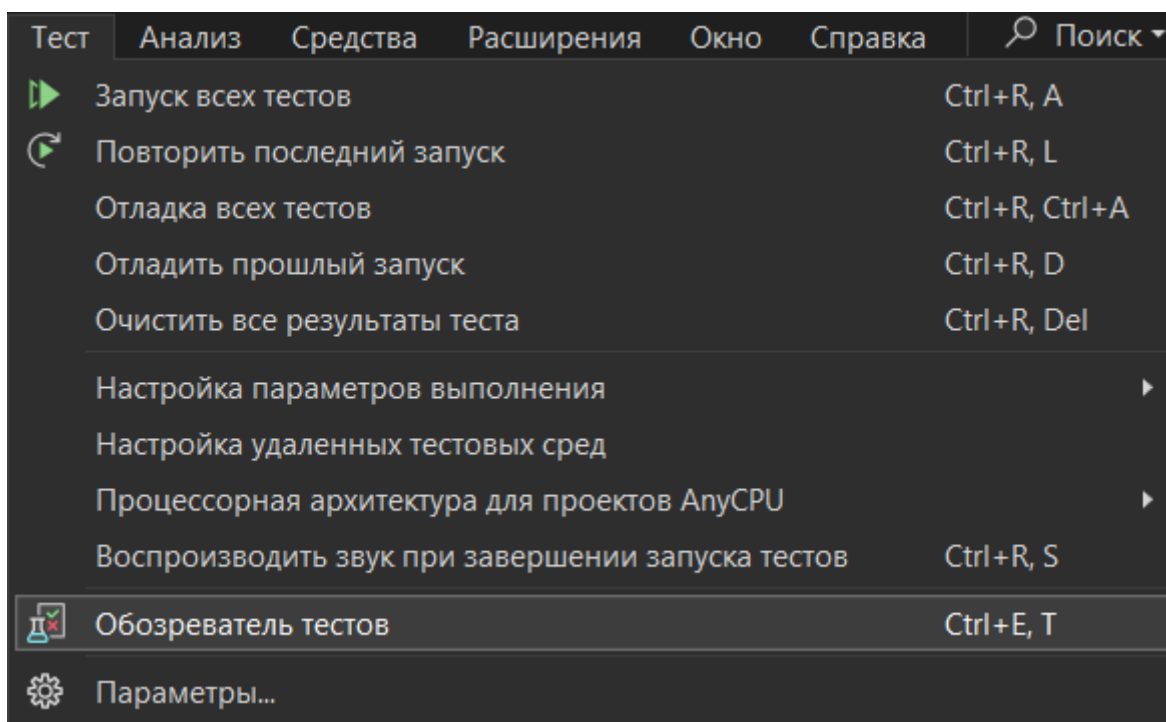 Тест Анализ Средства Расширения Окно Справка Поиск
Запуск всех тестов Ctrl+R, A
Повторить последний запуск Ctrl+R, L
Отладка всех тестов Ctrl+R, Ctrl+A
Отладить прошлый запуск Ctrl+R, D
Очистить все результаты теста Ctrl+R, Del
Настройка параметров выполнения
Настройка удаленных тестовых сред
Процессорная архитектура для проектов AnyCPU
Воспроизводить звук при завершении запуска тестов Ctrl+R, S
Обозреватель тестов Ctrl+E, T
Параметры...